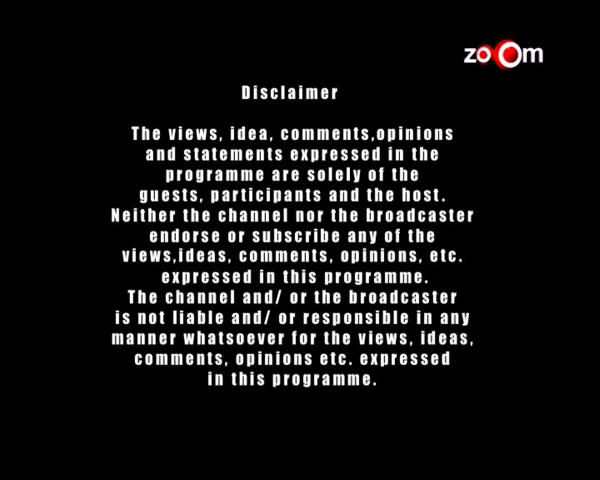 zoom
Disclaimer
The views, idea, comments,opinions
and statements expressed in the
programme are solely of the
guests, participants and the host.
Neither the channel nor the broadcaster
endorse or subscribe any of the
views,ideas, comments, opinions, etc.
expressed in this programme.
The channel and/ or the broadcaster
is not liable and/ or responsible in any
manner whatsoever for the views, ideas,
comments, opinions etc. expressed
in this programme.